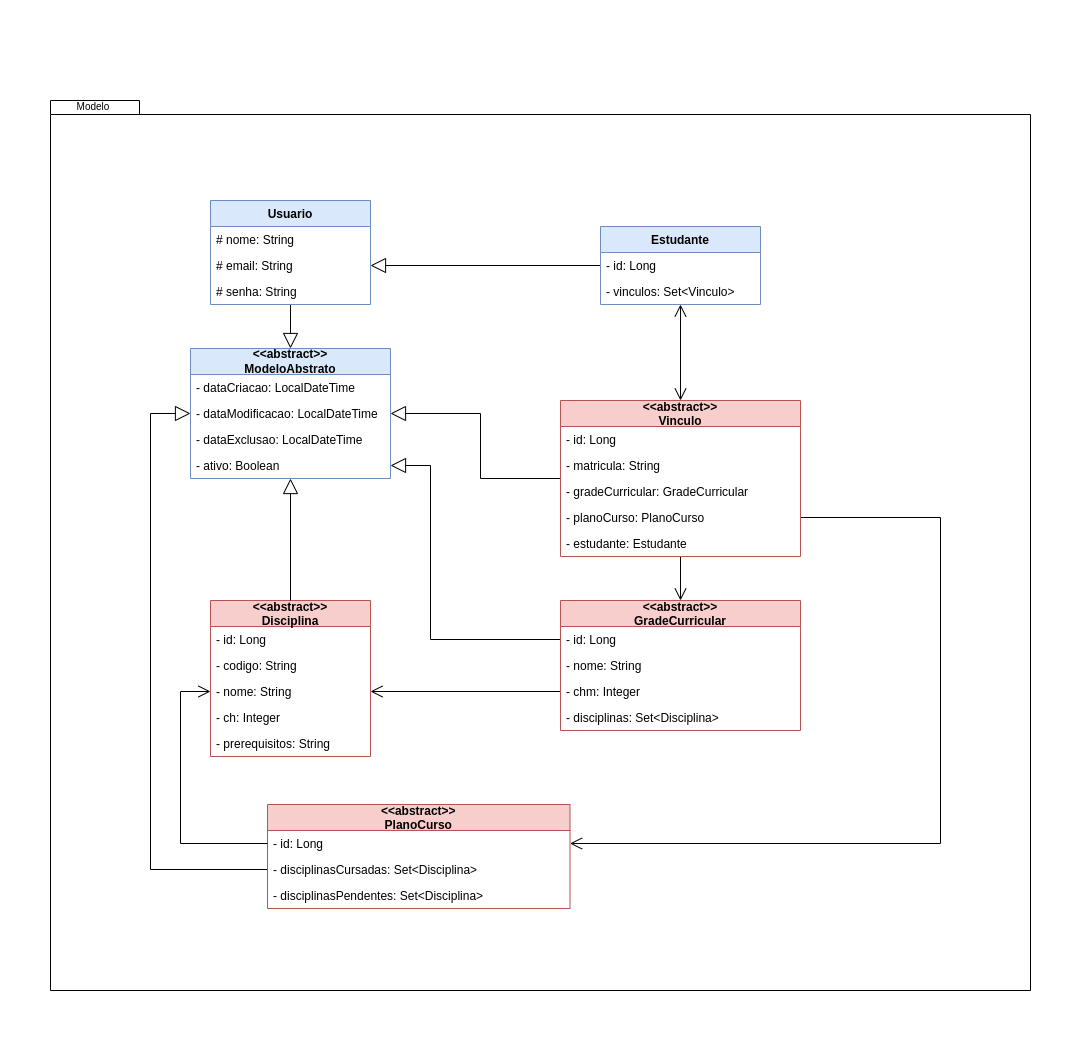 Modelo
Usuario
# nome: String
# email: String
# senha: String
Estudante
- id: Long
- vinculos: Set<Vinculo>
<<abstract>>
ModeloAbstrato
- dataCriacao: LocalDateTime
- dataModificacao: LocalDateTime
- dataExclusao: LocalDateTime
- ativo: Boolean
<<abstract>>
Vinculo
- id: Long
- matricula: String
- gradeCurricular: GradeCurricular
- planoCurso: PlanoCurso
- estudante: Estudante
<<abstract>>
Disciplina
- id: Long
- codigo: String
- nome: String
- ch: Integer
- prerequisitos: String
<<abstract>>
GradeCurricular
- id: Long
- nome: String
- chm: Integer
- disciplinas: Set<Disciplina>
<<abstract>>
PlanoCurso
- id: Long
- disciplinasCursadas: Set<Disciplina>
- disciplinasPendentes: Set<Disciplina>